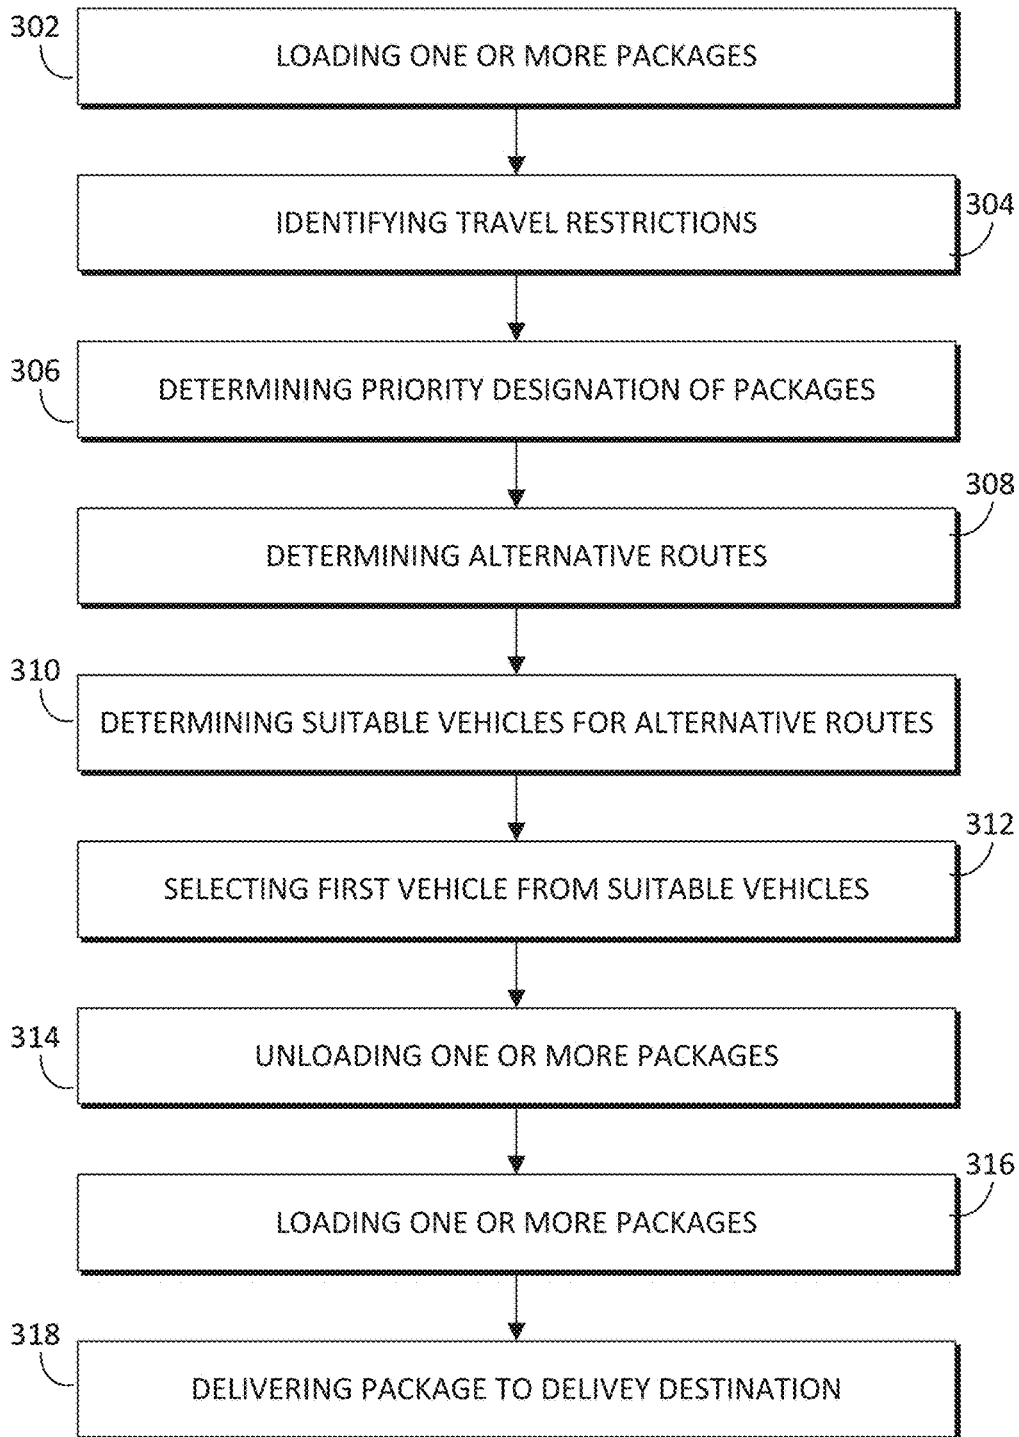 302
LOADING ONE OR MORE PACKAGES
IDENTIFYING TRAVEL RESTRICTIONS
304
306
DETERMINING PRIORITY DESIGNATION OF PACKAGES
308
DETERMINING ALTERNATIVE ROUTES
310
DETERMINING SUITABLE VEHICLES FOR ALTERNATIVE ROUTES
312
SELECTING FIRST VEHICLE FROM SUITABLE VEHICLES
314
UNLOADING ONE OR MORE PACKAGES
316
LOADING ONE OR MORE PACKAGES
318
DELIVERING PACKAGE TO DELIVEY DESTINATION